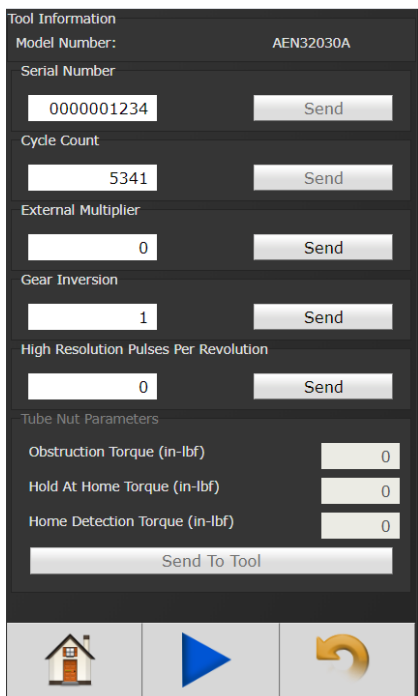 Tool Information
Model Number: AEN32030A
Serial Number
0000001234 Send
Cycle Count
5341 Send
External Multiplier
0 Send
Gear Inversion
1 Send
High Resolution Pulses Per Revolution
0 Send
Tube Nut Parameters
Obstruction Torque (in-lbf) 0
Hold At Home Torque (in-lbf) 0
Home Detection Torque (in-lbf) 0
Send To Tool